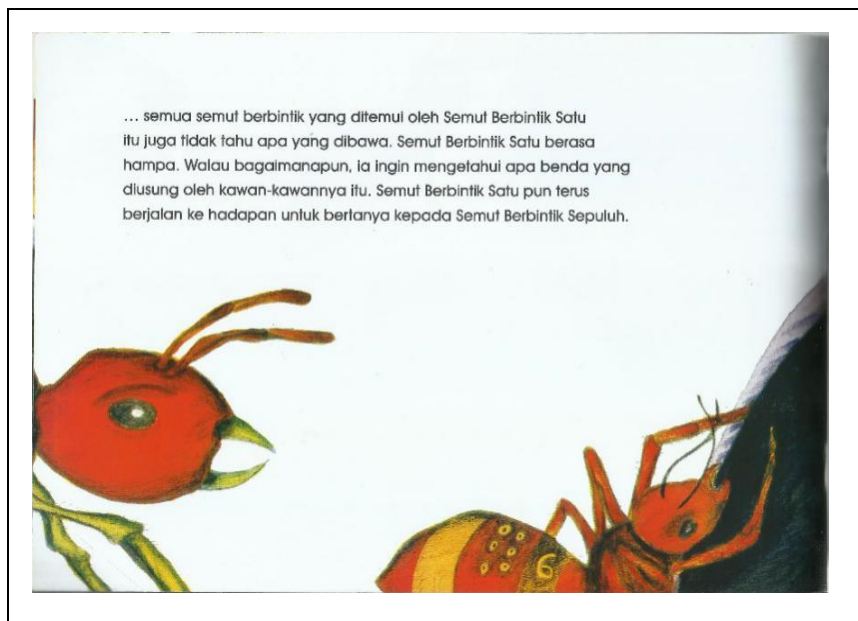 ... semua semut berbintik yang ditemui oleh Semut Berbintik Satu
itu juga tidak tahu apa yang dibawa. Semut Berbintik Satu berasa
hampa. Walau bagaimanapun, ia ingin mengetahui apa benda yang
diusung oleh kawan-kawannya itu. Semut Berbintik Satu pun terus
berjalan ke hadapan untuk bertanya kepada Semut Berbintik Sepuluh.
6